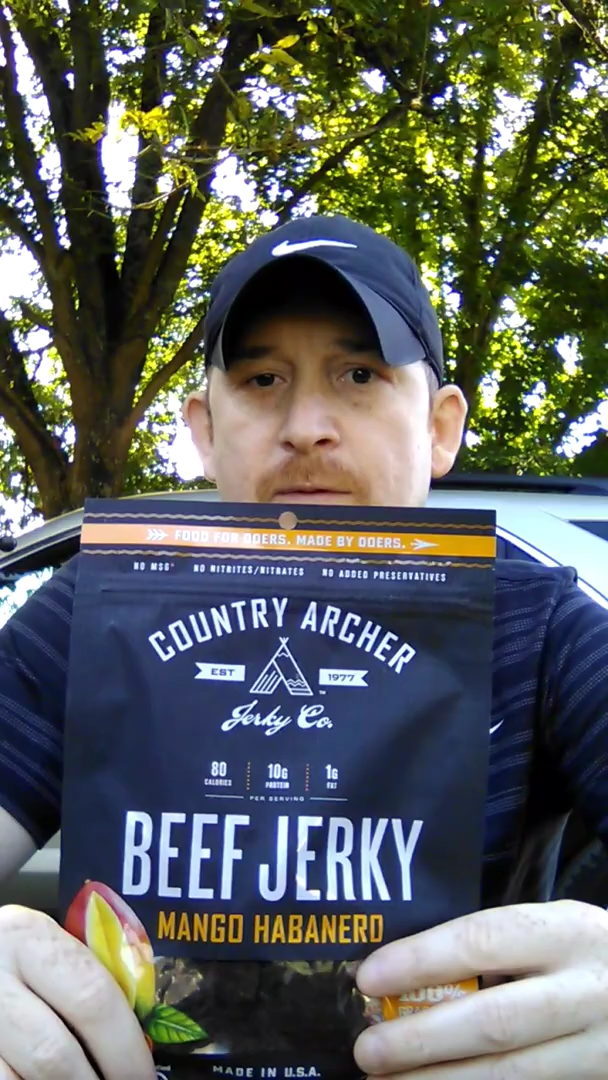 FOOD FOR DOERS. MADE BY DOERS.
NO MSG* NO NITRITES/NITRATES NO ADDED PRESERVATIVES
COUNTRY ARCHER
EST 1977
Jerky Co.
80 10G 1G
CALORIES PROTEIN FAT
PER SERVING
BEEF JERKY
MANGO HABANERO
100%
MADE IN U.S.A.